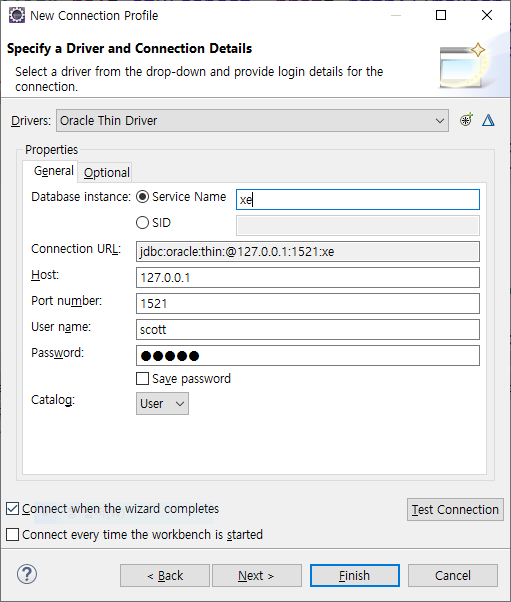 New Connection Profile
Specify a Driver and Connection Details
Select a driver from the drop-down and provide login details for the
connection.
Drivers: Oracle Thin Driver
Properties
General Optional
Database instance: Service Name xe
SID
Connection URL: jdbc:oracle:thin:@127.0.0.1:1521:xe
Host: 127.0.0.1
Port number: 1521
User name: scott
Password: ●●●●●
Save password
Catalog: User
Connect when the wizard completes Test Connection
Connect every time the workbench is started
? < Back Next > Finish Cancel